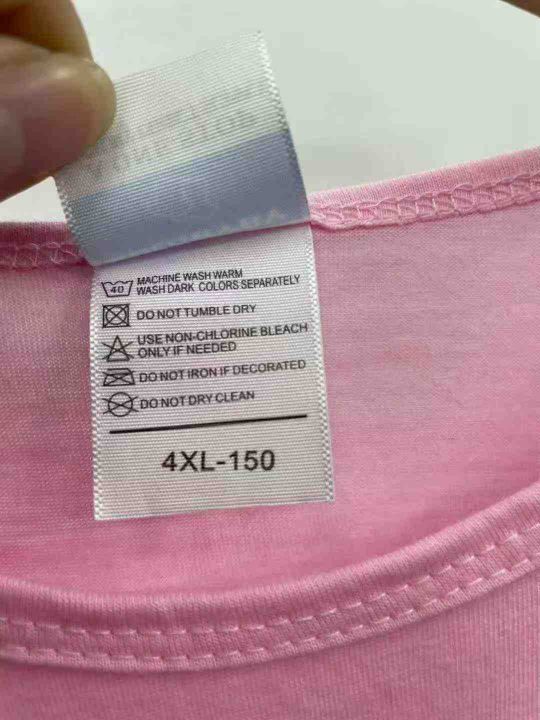 40 MACHINE WASH WARM
WASH DARK COLORS SEPARATELY
DO NOT TUMBLE DRY
USE NON-CHLORINE BLEACH
ONLY IF NEEDED
DO NOT IRON IF DECORATED
DO NOT DRY CLEAN
4XL-150